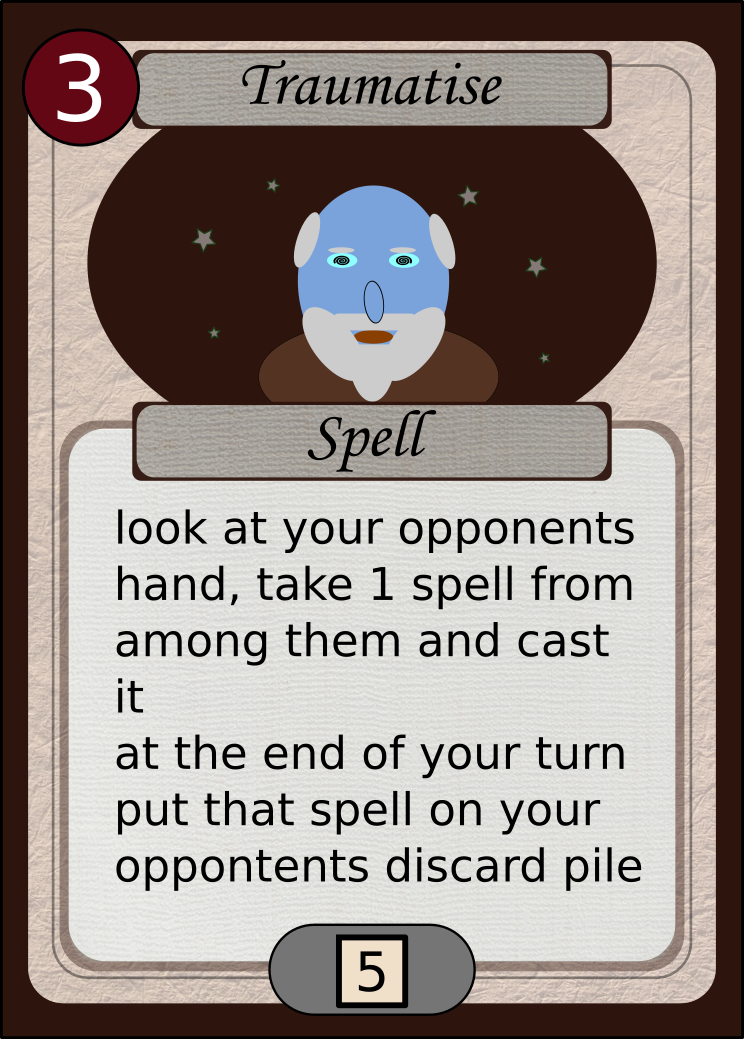 3
Traumatise
Spell
look at your opponents
hand, take 1 spell from
among them and cast
it
at the end of your turn
put that spell on your
oppontents discard pile
5